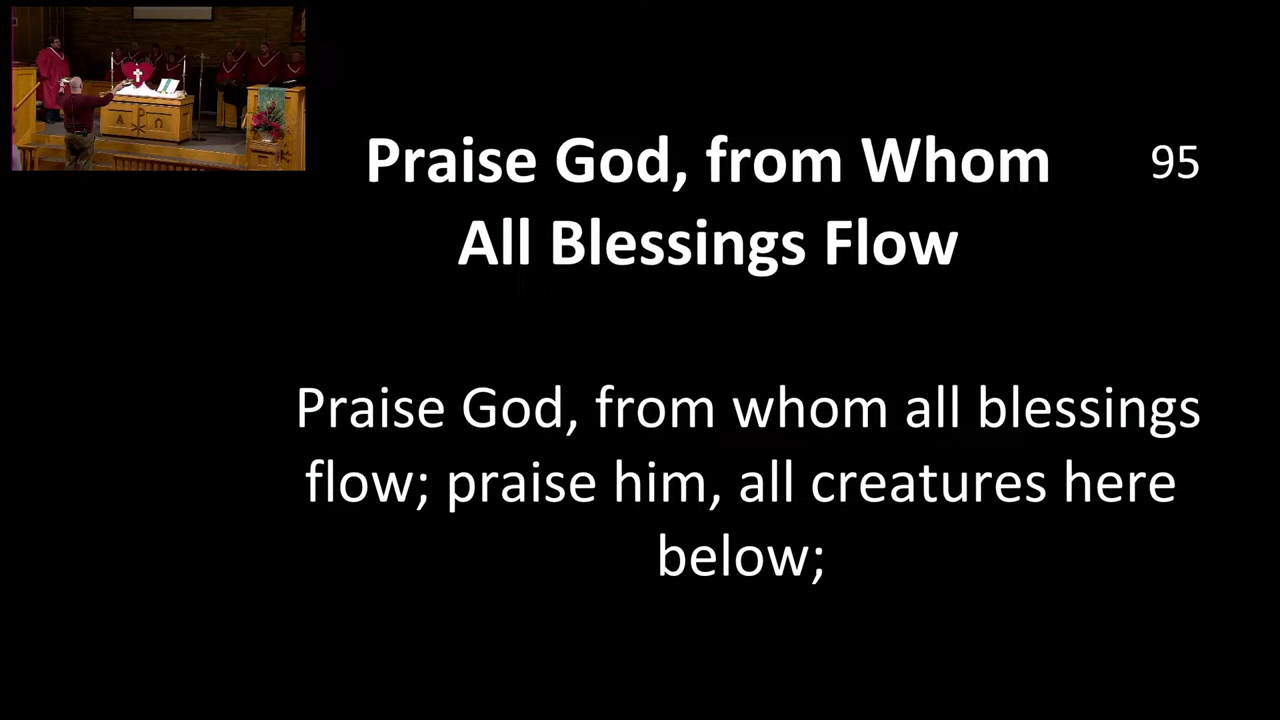 Praise God, from Whom
95
All Blessings Flow
Praise God, from whom all blessings
flow; praise him, all creatures here
below;